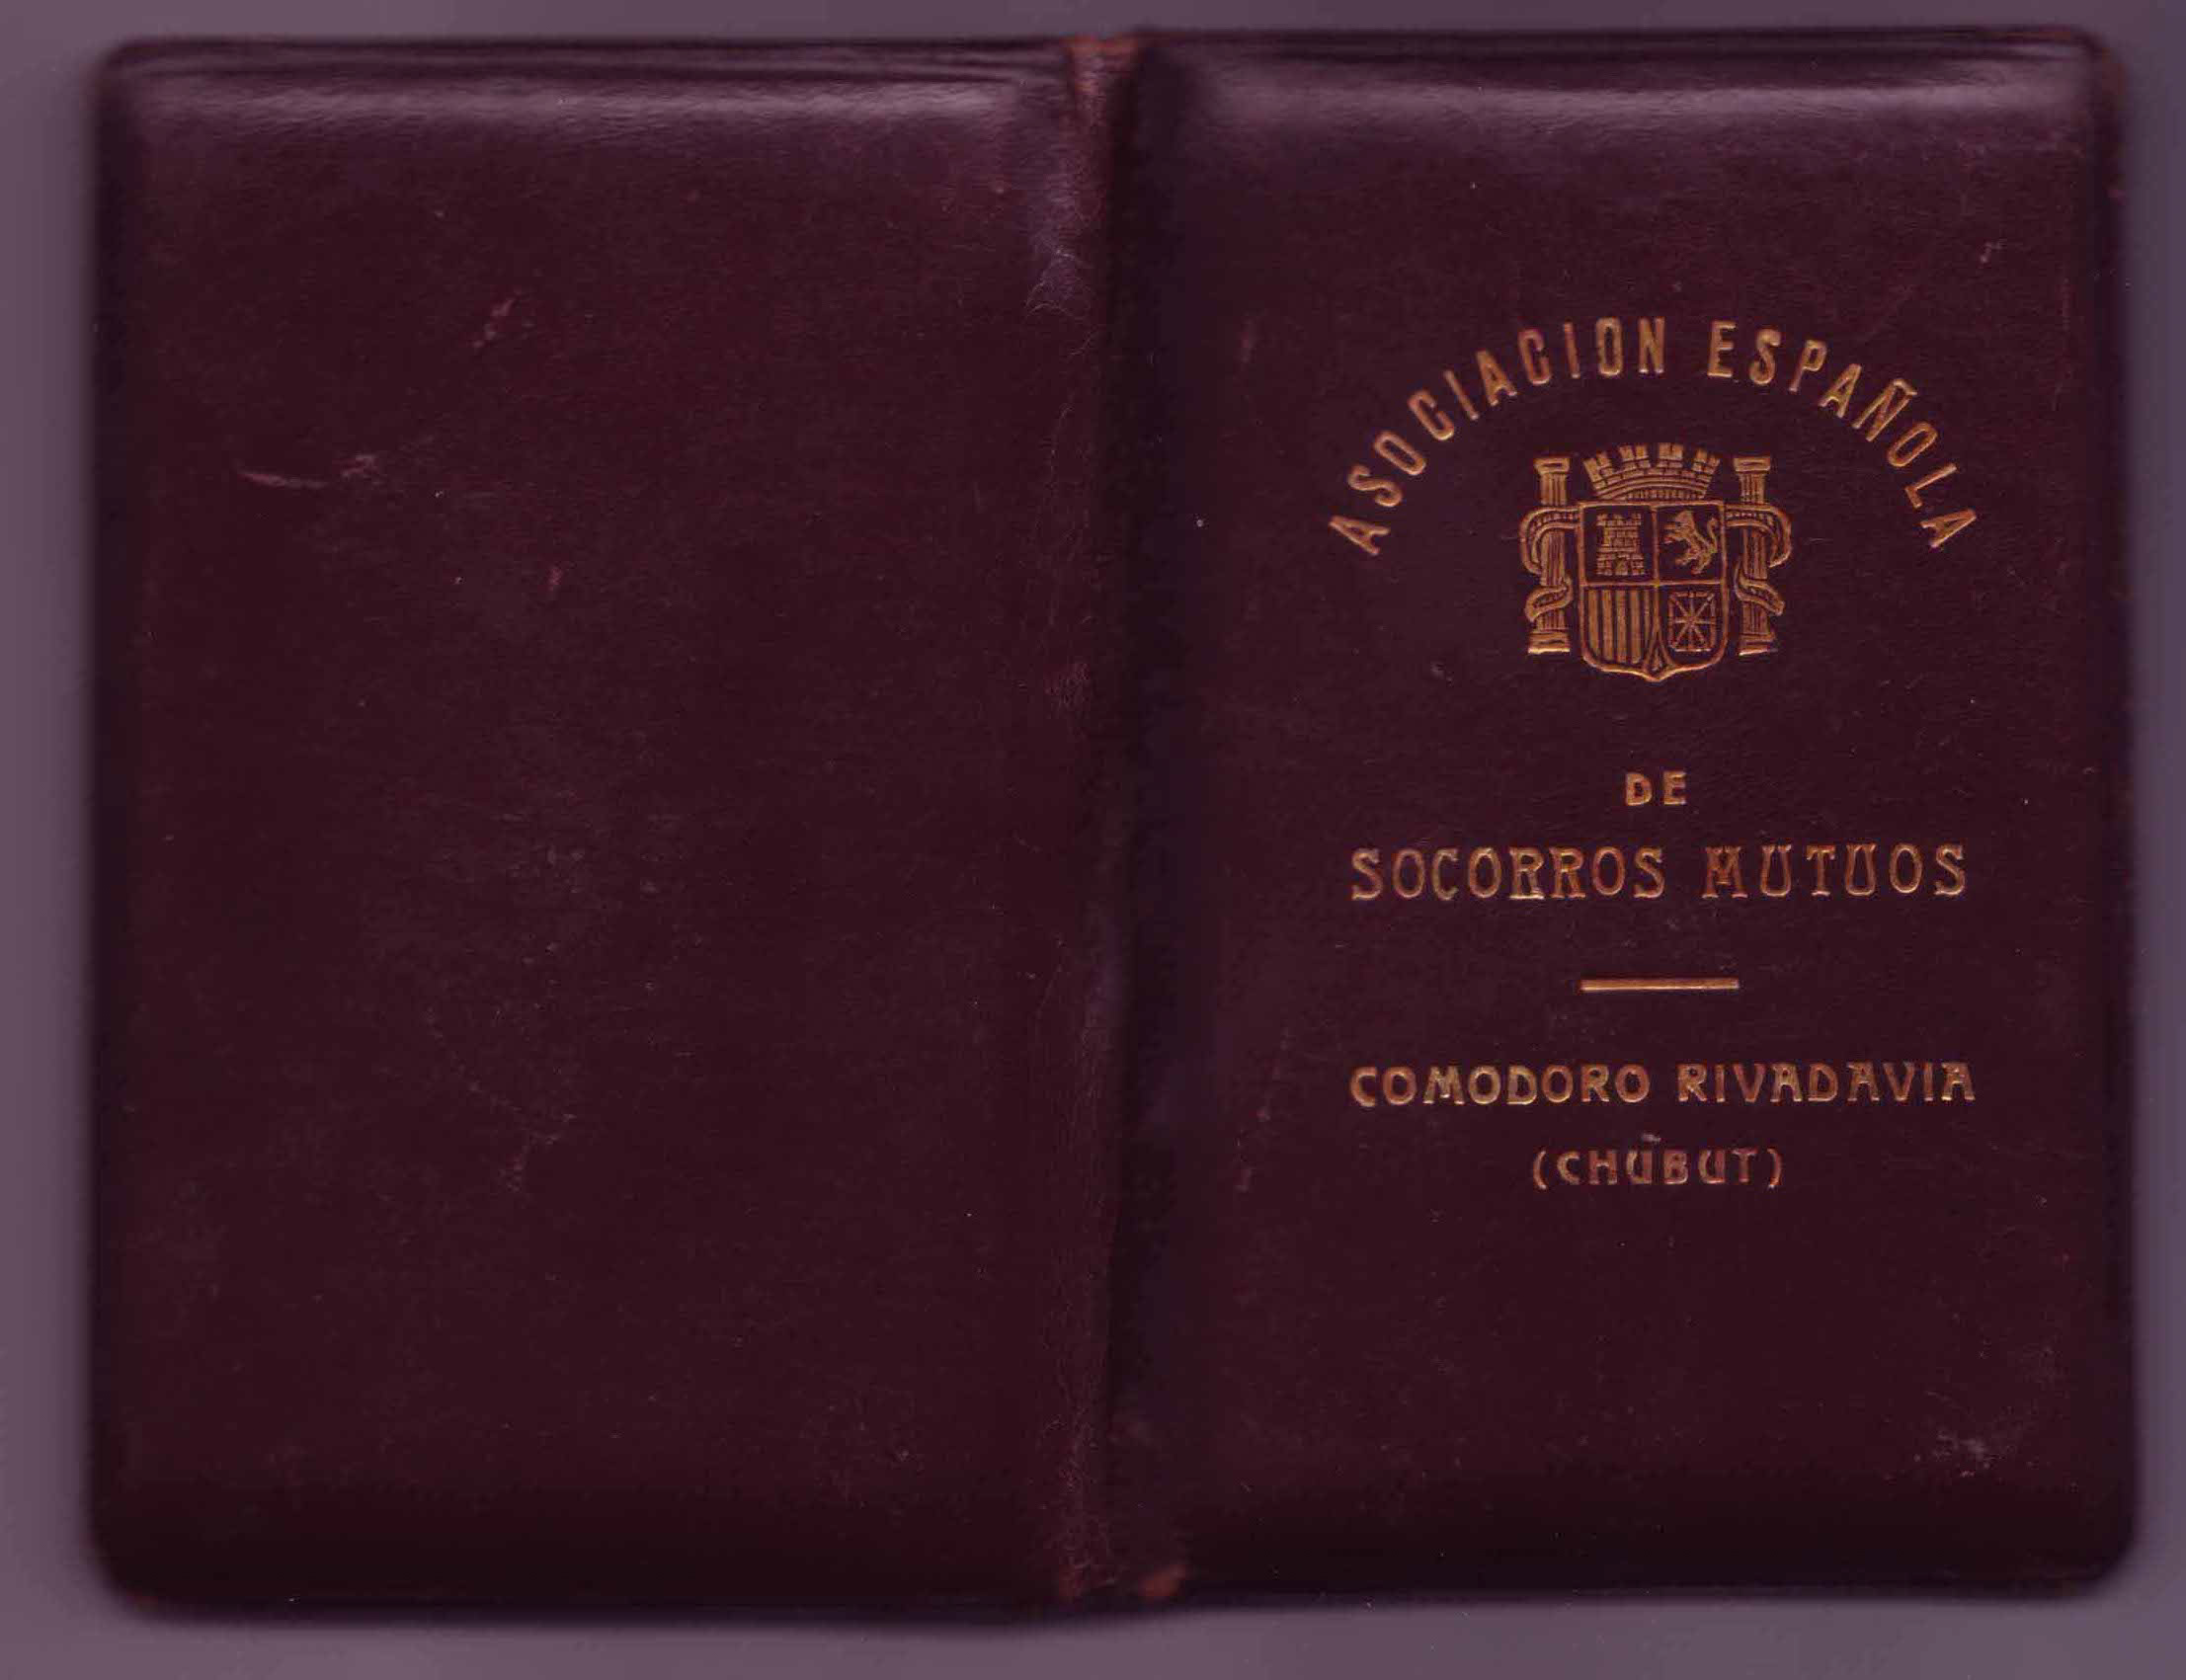 ASOCIACION ESPAÑOLA
DE
SOCORROS MUTUOS
COMODORO RIVADAVIA
(CHUBUT)